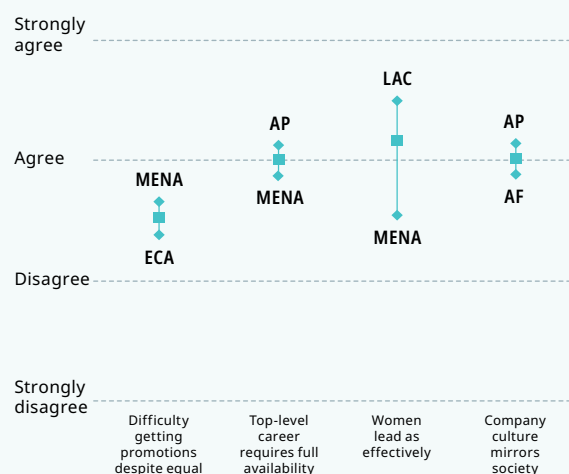 Strongly
agree
LAC
AP
AP
Agree
MENA
MENA
AF
MENA
ECA
Disagree
Strongly
disagree
Difficulty
getting
promotions
despite equal
Top-level
career
requires full
availability
Women
lead as
effectively
Company
culture
mirrors
society